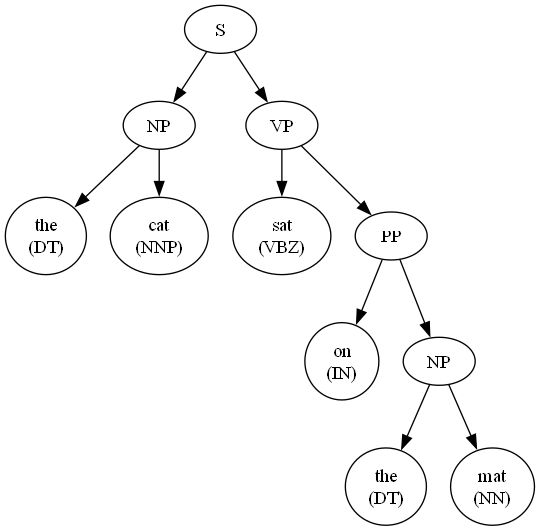 S
NP
VP
the
(DT)
cat
(NNP)
sat
(VBZ)
PP
on
(IN)
NP
the
(DT)
mat
(NN)